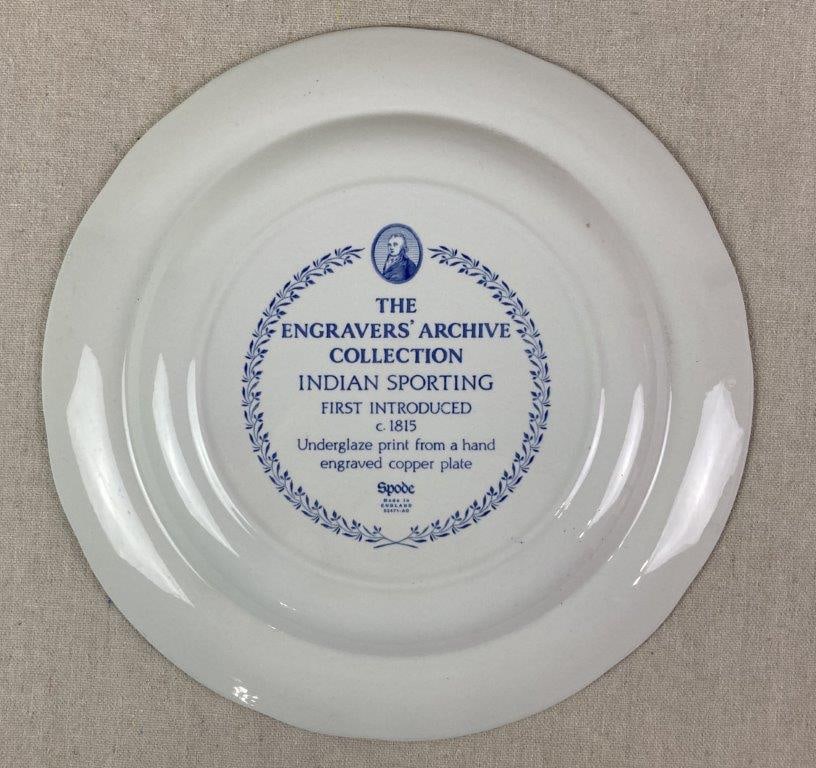 THE
ENGRAVERS' ARCHIVE
COLLECTION
INDIAN SPORTING
FIRST INTRODUCED
c. 1815
Underglaze print from a hand
engraved copper plate
Spode
Made in
ENGLAND